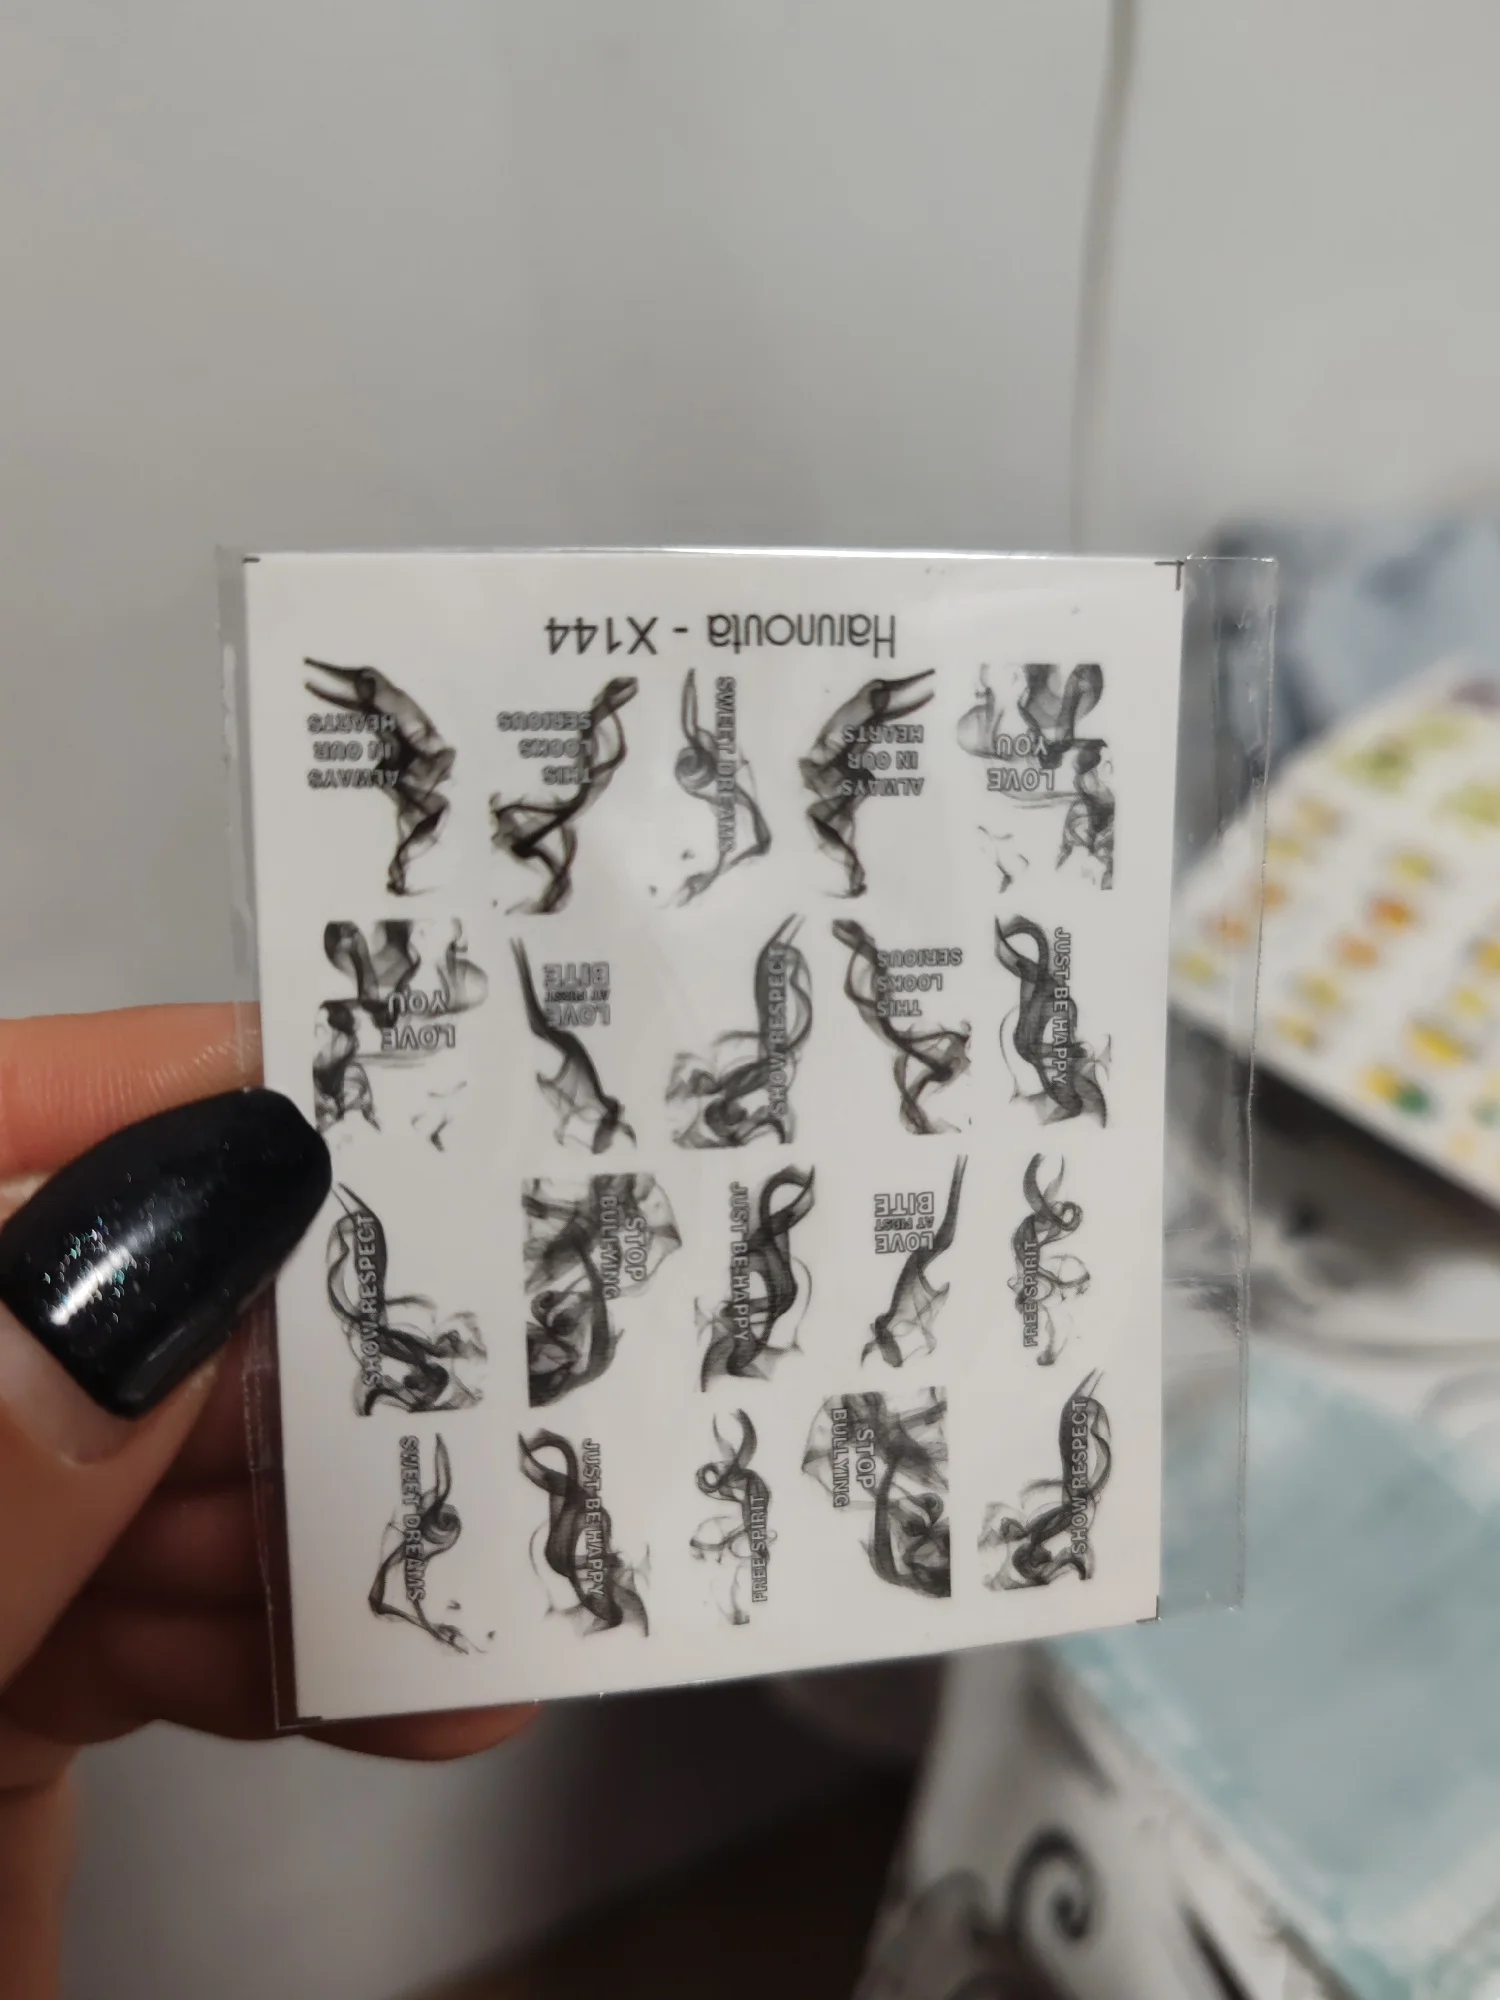 Harunouta - X144
ALWAYS
IN OUR
HEARTS
THIS
LOOKS
SERIOUS
SWEET DREAMS
ALWAYS
IN OUR
HEARTS
LOVE
YOU
LOVE
YOU
LOVE
AT FIRST
BITE
SHOW RESPECT
THIS
LOOKS
SERIOUS
JUST BE HAPPY
SHOW RESPECT
STOP
BULLYING
JUST BE HAPPY
LOVE
AT FIRST
BITE
FREE SPIRIT
SWEET DREAMS
JUST BE HAPPY
FREE SPIRIT
STOP
BULLYING
SHOW RESPECT